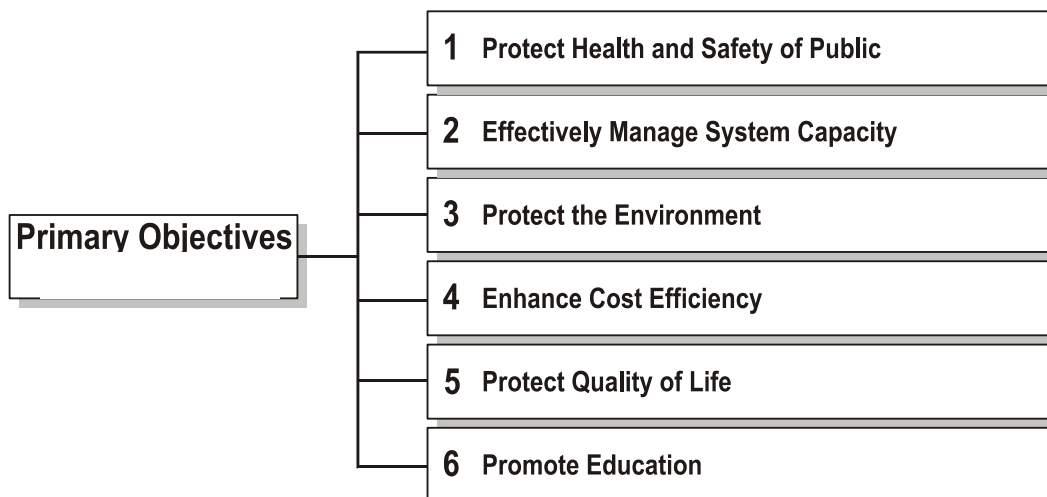 Primary Objectives
1 Protect Health and Safety of Public
2 Effectively Manage System Capacity
3 Protect the Environment
4 Enhance Cost Efficiency
5 Protect Quality of Life
6 Promote Education